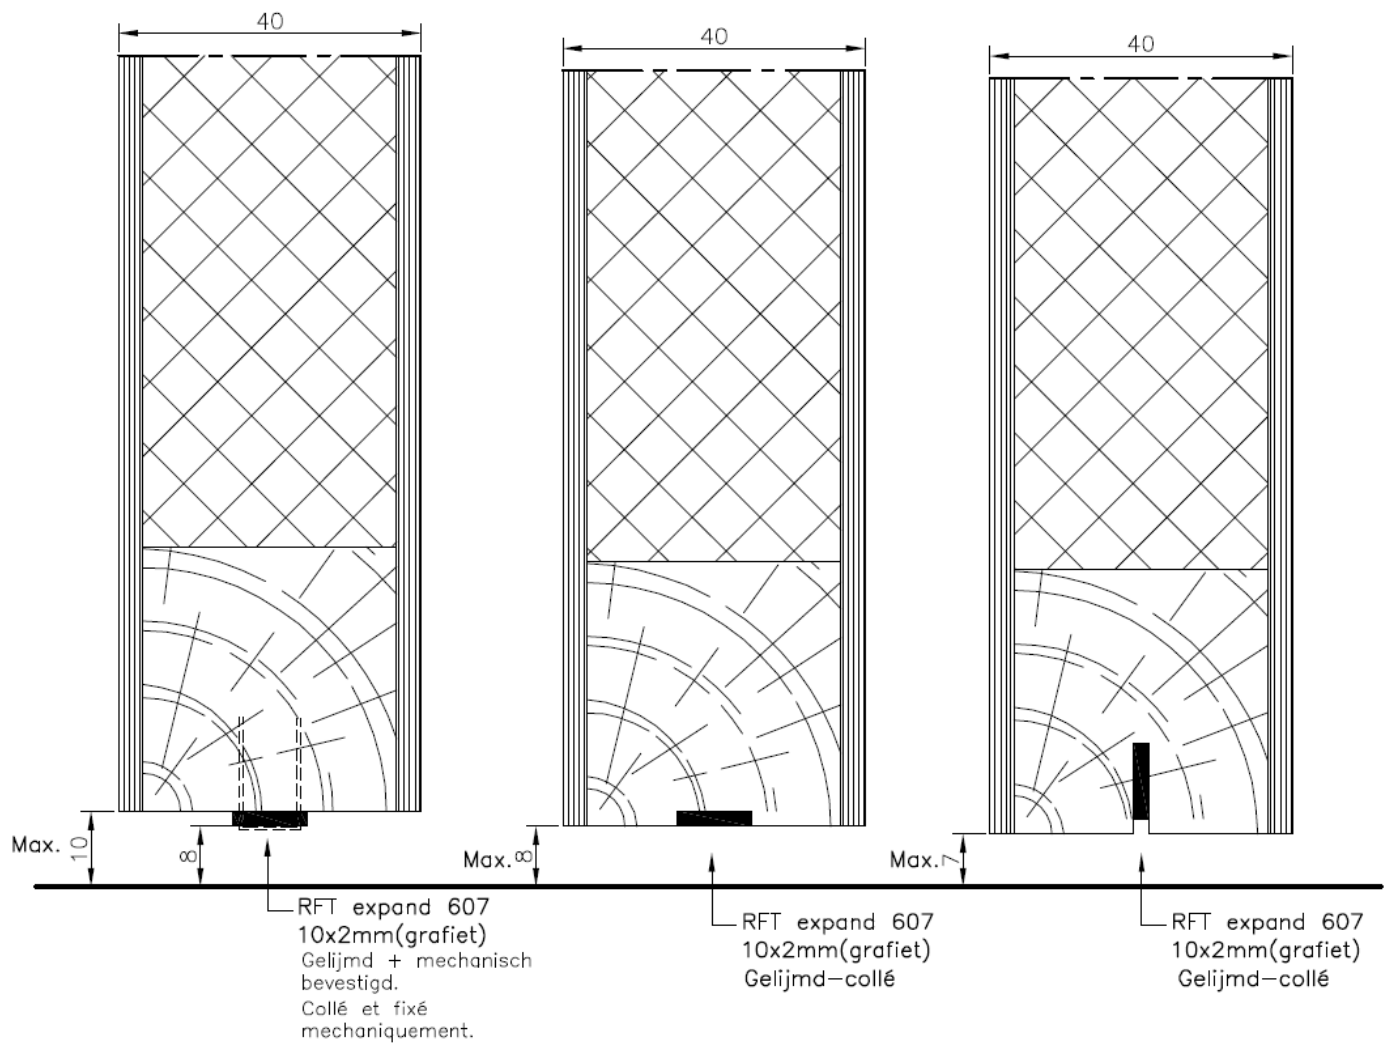 40
40
40
Max.
10
8
Max.
8
Max.
7
RFT expand 607
10x2mm(grafiet)
Gelijmd + mechanisch
bevestigd.
Collé et fixé
mechaniquement.
RFT expand 607
10x2mm(grafiet)
Gelijmd-collé
RFT expand 607
10x2mm(grafiet)
Gelijmd-collé